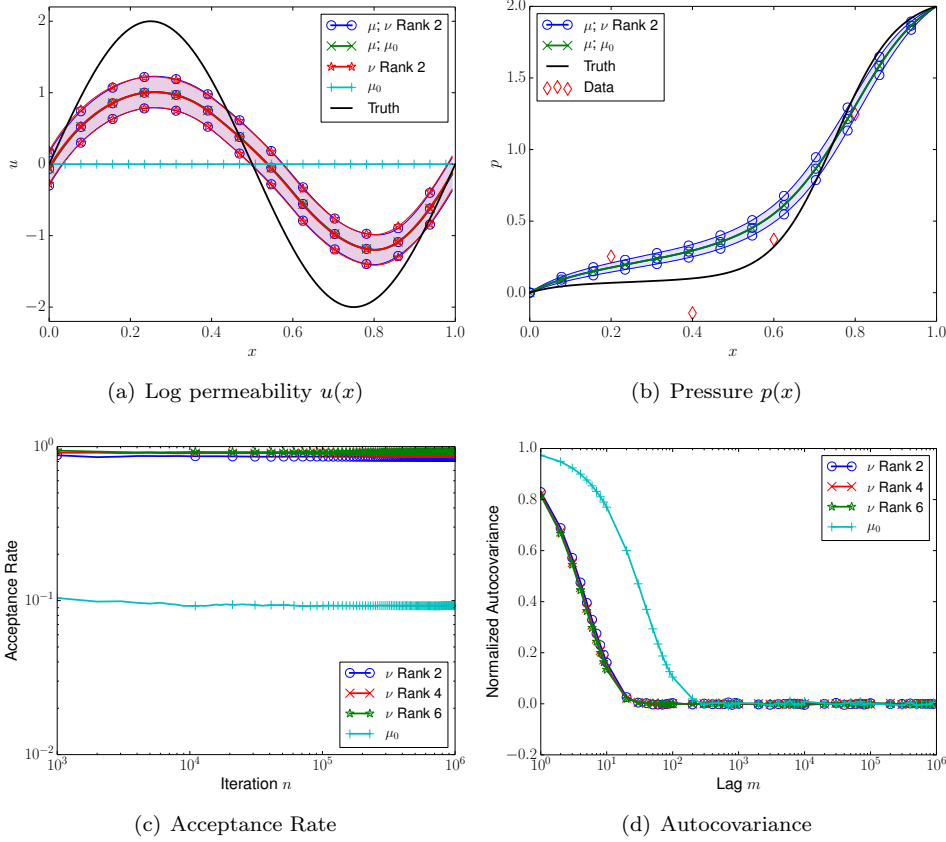 2
1
0
−1
−2
u
0.0
0.2
0.4
0.6
0.8
1.0
x
μ; ν Rank 2
μ; μ0
ν Rank 2
μ0
Truth
(a) Log permeability u(x)
2.0
1.5
1.0
0.5
0.0
p
0.0
0.2
0.4
0.6
0.8
1.0
x
μ; ν Rank 2
μ; μ0
Truth
Data
(b) Pressure p(x)
10^0
10^−1
10^−2
Acceptance Rate
10^3
10^4
10^5
10^6
Iteration n
ν Rank 2
ν Rank 4
ν Rank 6
μ0
(c) Acceptance Rate
1.0
0.8
0.6
0.4
0.2
0.0
−0.2
Normalized Autocovariance
10^0
10^1
10^2
10^3
10^4
10^5
10^6
Lag m
ν Rank 2
ν Rank 4
ν Rank 6
μ0
(d) Autocovariance